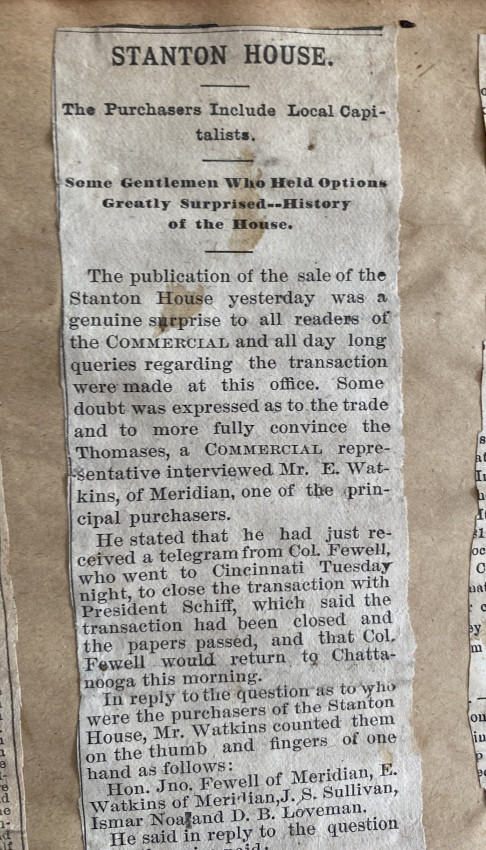 STANTON HOUSE.
The Purchasers Include Local Capi-
talists.
Some Gentlemen Who Held Options
Greatly Surprised--History
of the House.
The publication of the sale of the
Stanton House yesterday was a
genuine surprise to all readers of
the COMMERCIAL and all day long
queries regarding the transaction
were made at this office. Some
doubt was expressed as to the trade
and to more fully convince the
Thomases, a COMMERCIAL repre-
sentative interviewed Mr. E. Wat-
kins, of Meridian, one of the prin-
cipal purchasers.
He stated that he had just re-
ceived a telegram from Col. Fewell,
who went to Cincinnati Tuesday
night, to close the transaction with
President Schiff, which said the
transaction had been closed and
the papers passed, and that Col.
Fewell would return to Chatta-
nooga this morning.
In reply to the question as to who
were the purchasers of the Stanton
House, Mr. Watkins counted them
on the thumb and fingers of one
hand as follows:
Hon. Jno. Fewell of Meridian, E.
Watkins of Meridian, J. S. Sullivan,
Ismar Noa and D. B. Loveman.
He said in reply to the question